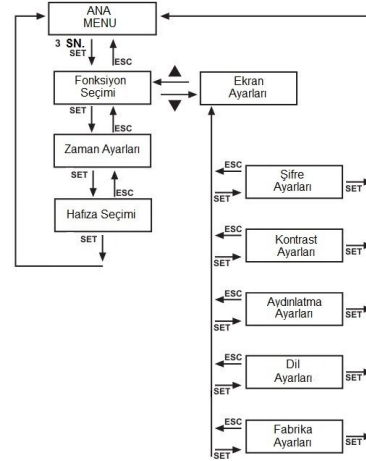 ANA
MENU
3 SN.
SET
ESC
Fonksiyon
Seçimi
Ekran
Ayarları
SET
ESC
Zaman Ayarları
SET
ESC
Hafıza Seçimi
SET
ESC
Şifre
Ayarları
SET
SET
ESC
Kontrast
Ayarları
SET
SET
ESC
Aydınlatma
Ayarları
SET
SET
ESC
Dil
Ayarları
SET
SET
ESC
Fabrika
Ayarları
SET
SET